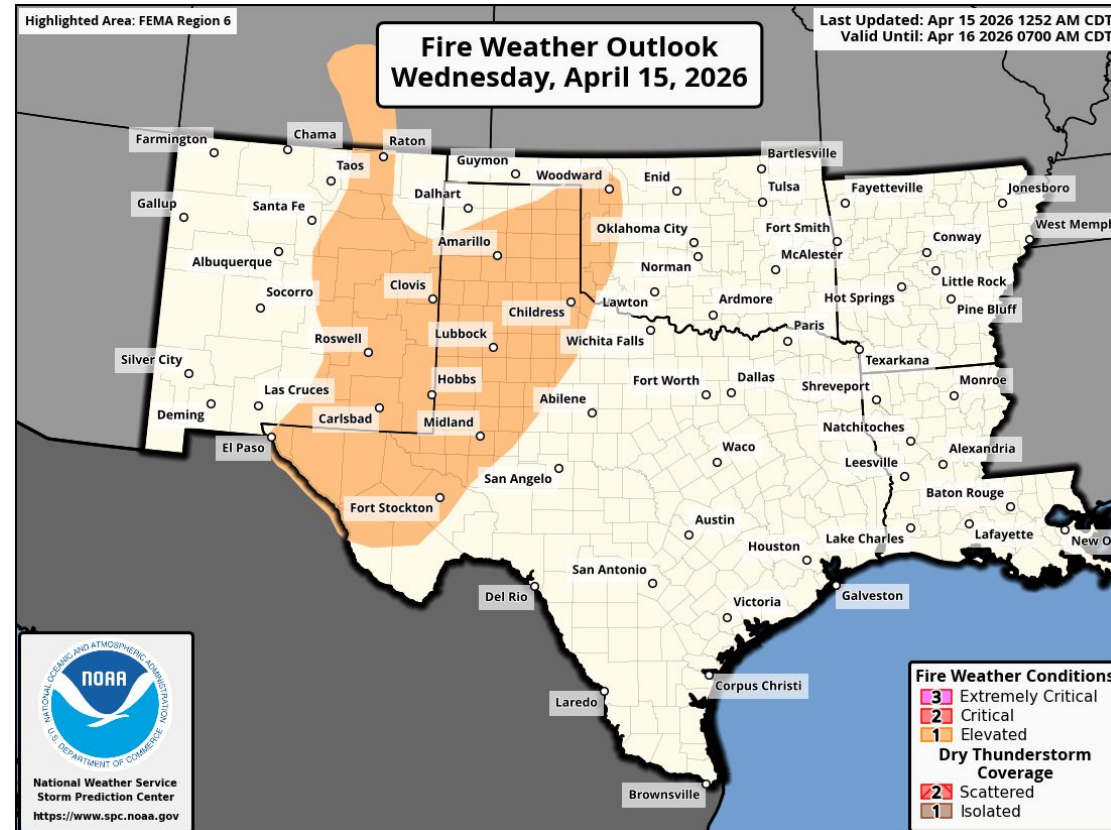 Highlighted Area: FEMA Region 6
Fire Weather Outlook
Wednesday, April 15, 2026
Last Updated: Apr 15 2026 1252 AM CDT
Valid Until: Apr 16 2026 0700 AM CDT
Farmington
Chama
Raton
Taos
Guymon
Woodward
Enid
Bartlesville
Tulsa
Fayetteville
Jonesboro
Gallup
Santa Fe
Dalhart
Amarillo
Oklahoma City
Fort Smith
Conway
West Memph
Albuquerque
Norman
McAlester
Little Rock
Socorro
Clovis
Childress
Lawton
Ardmore
Hot Springs
Pine Bluff
Roswell
Lubbock
Wichita Falls
Paris
Texarkana
Silver City
Las Cruces
Hobbs
Fort Worth
Dallas
Shreveport
Monroe
Deming
Carlsbad
Midland
Abilene
Natchitoches
El Paso
San Angelo
Waco
Leesville
Alexandria
Fort Stockton
Baton Rouge
Austin
Houston
Lake Charles
Lafayette
New O
San Antonio
Del Rio
Galveston
Victoria
Laredo
Corpus Christi
Brownsville
NATIONAL OCEANIC AND ATMOSPHERIC ADMINISTRATION
NOAA
U.S. DEPARTMENT OF COMMERCE
National Weather Service
Storm Prediction Center
https://www.spc.noaa.gov
Fire Weather Conditions
3 Extremely Critical
2 Critical
1 Elevated
Dry Thunderstorm
Coverage
2 Scattered
1 Isolated